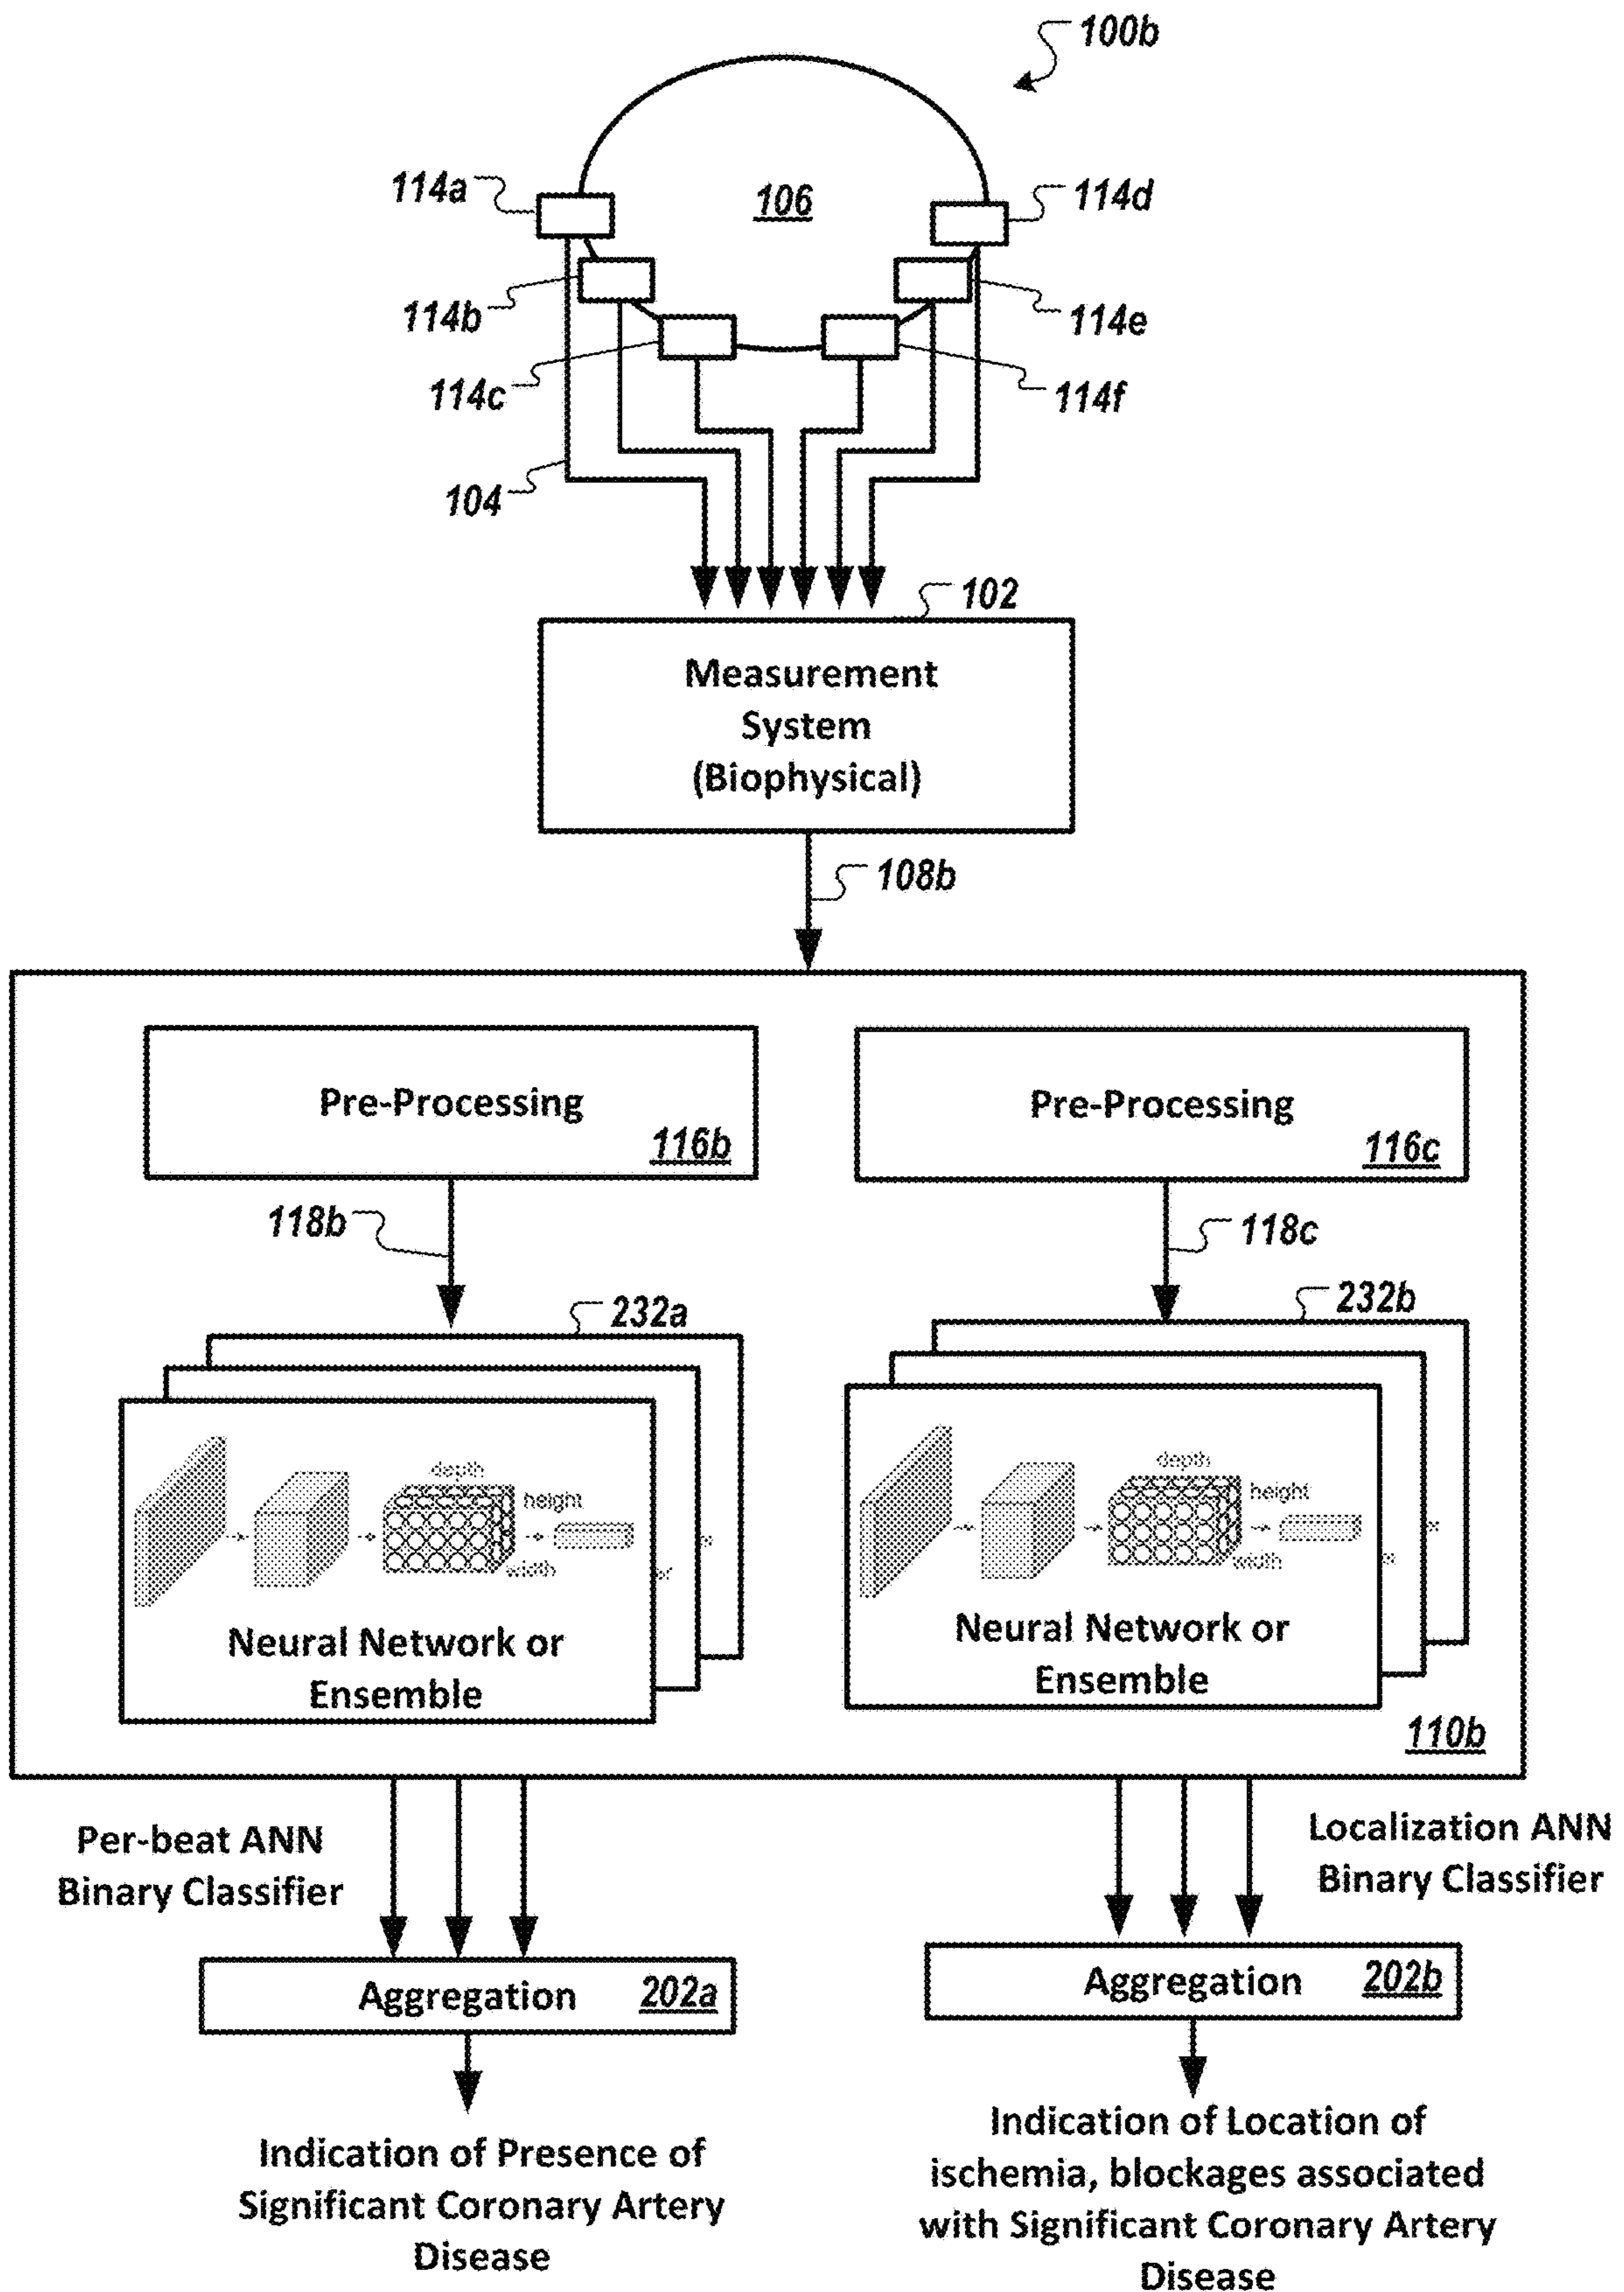 100b
114a
106
114d
114b
114e
114c
114f
104
102
Measurement
System
(Biophysical)
108b
Pre-Processing
116b
Pre-Processing
116c
118b
118c
232a
232b
depth
height
width
Neural Network or
Ensemble
depth
height
width
Neural Network or
Ensemble
110b
Per-beat ANN
Binary Classifier
Localization ANN
Binary Classifier
Aggregation 202a
Aggregation 202b
Indication of Presence of
Significant Coronary Artery
Disease
Indication of Location of
ischemia, blockages associated
with Significant Coronary Artery
Disease